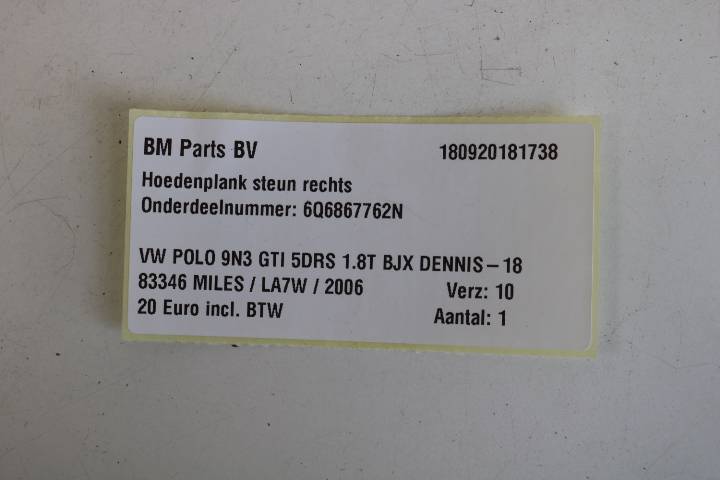 BM Parts BV 180920181738
Hoedenplank steun rechts
Onderdeelnummer: 6Q6867762N
VW POLO 9N3 GTI 5DRS 1.8T BJX DENNIS-18
83346 MILES / LA7W / 2006 Verz: 10
20 Euro incl. BTW Aantal: 1